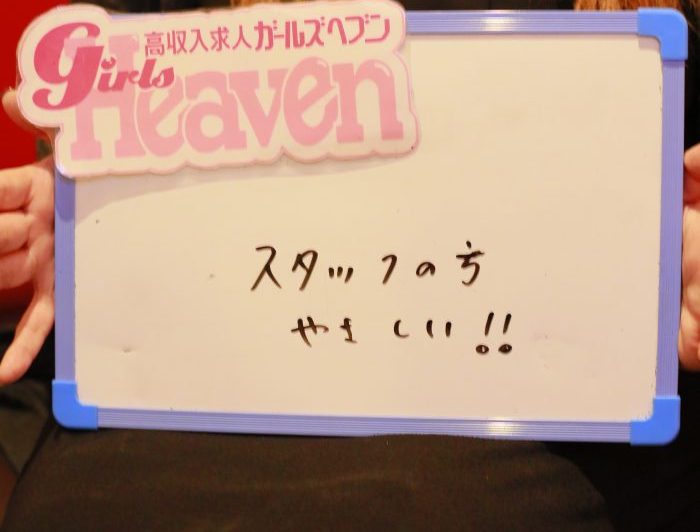 高収入求人ガールズヘブン
Girls
Heaven
スタッフの方
やさしい!!